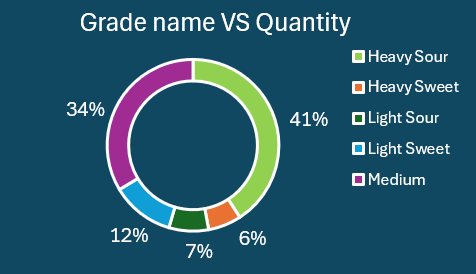 Grade name VS Quantity
Heavy Sour
Heavy Sweet
Light Sour
Light Sweet
Medium
34%
41%
12%
7%
6%